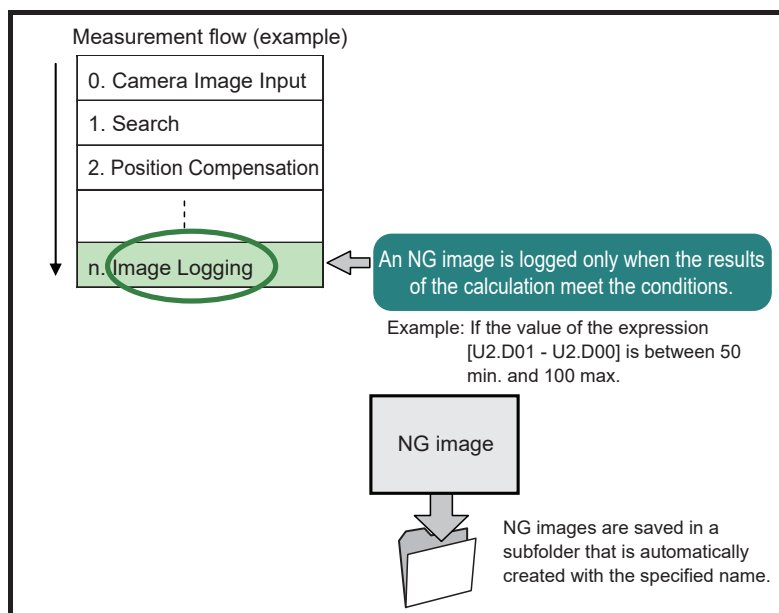 Measurement flow (example)
0. Camera Image Input
1. Search
2. Position Compensation
n. Image Logging
An NG image is logged only when the results
of the calculation meet the conditions.
Example: If the value of the expression
[U2.D01 - U2.D00] is between 50
min. and 100 max.
NG image
NG images are saved in a
subfolder that is automatically
created with the specified name.